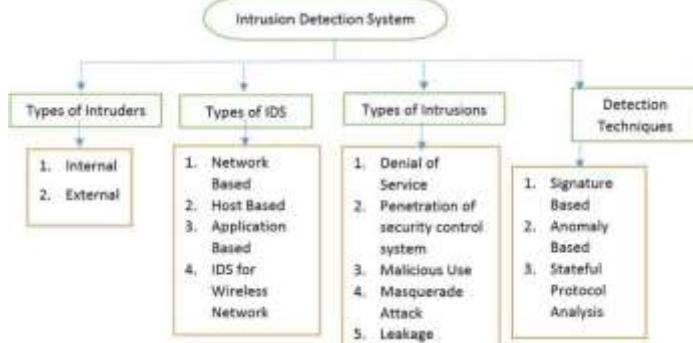 Intrusion Detection System
Types of Intruders
Types of IDS
Types of Intrusions
Detection
Techniques
1. Internal
2. External
1. Network
Based
2. Host Based
3. Application
Based
4. IDS for
Wireless
Network
1. Denial of
Service
2. Penetration of
security control
system
3. Malicious Use
4. Masquerade
Attack
5. Leakage
1. Signature
Based
2. Anomaly
Based
3. Stateful
Protocol
Analysis